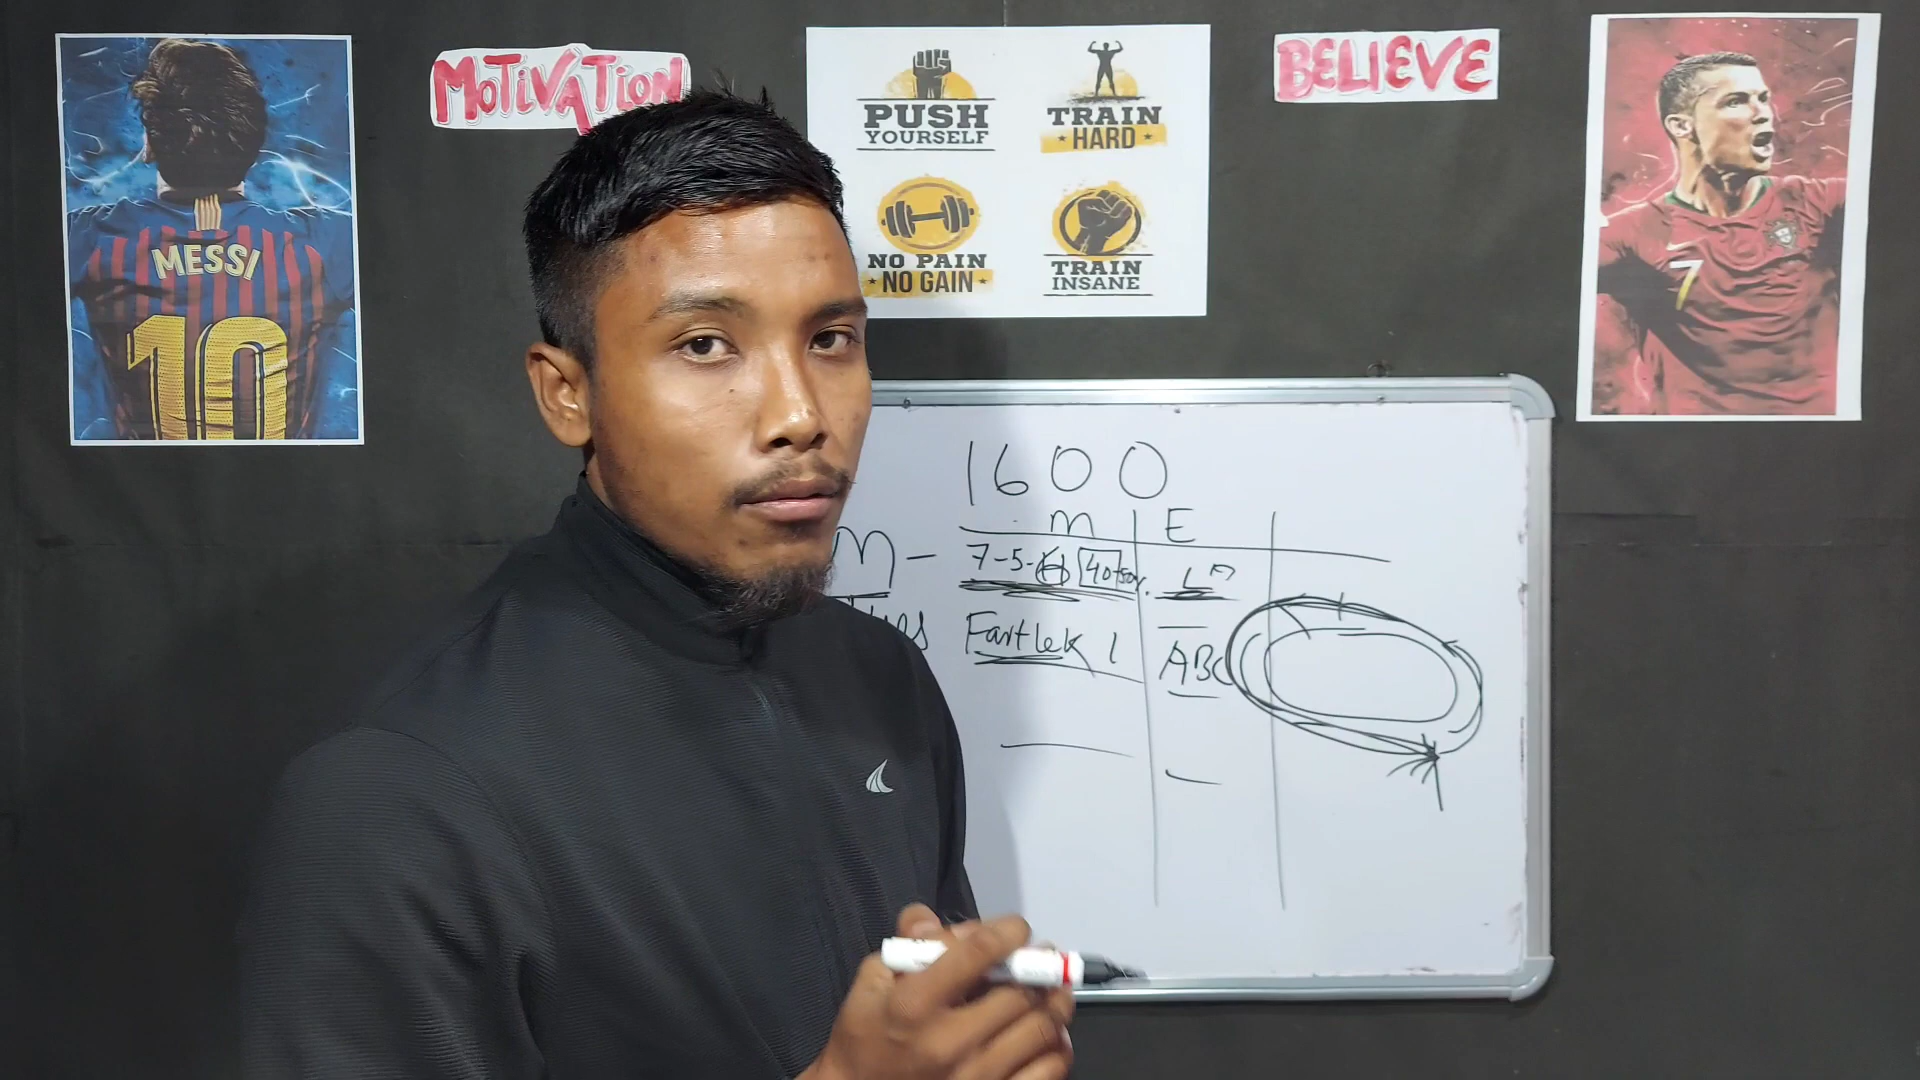 MESSI
10
MOTIVATION
PUSH
YOURSELF
TRAIN
HARD
NO PAIN
NO GAIN
TRAIN
INSANE
BELIEVE
7
1600
M E
M - 7-5- 40
Fartlek 1 ABC